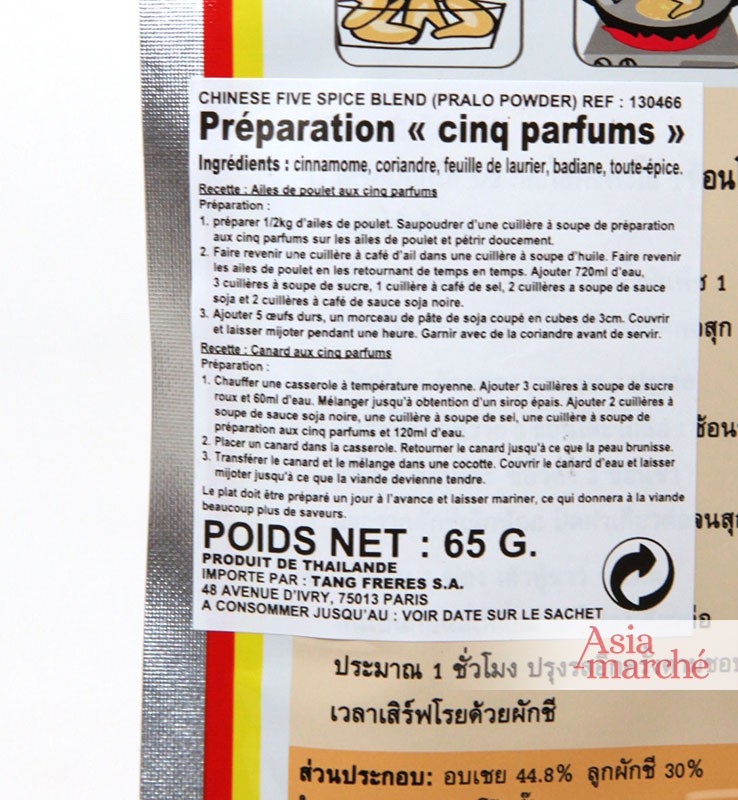 CHINESE FIVE SPICE BLEND (PRALO POWDER) REF : 130466
Préparation « cinq parfums »
Ingrédients : cinnamome, coriandre, feuille de laurier, badiane, toute-épice.
Recette : Ailes de poulet aux cinq parfums
Préparation :
1. préparer 1/2kg d'ailes de poulet. Saupoudrer d'une cuillère à soupe de préparation
aux cinq parfums sur les ailes de poulet et pétrir doucement.
2. Faire revenir une cuillère à café d'ail dans une cuillère à soupe d'huile. Faire revenir
les ailes de poulet en les retournant de temps en temps. Ajouter 720ml d'eau,
3 cuillères à soupe de sucre, 1 cuillère à café de sel, 2 cuilleres a soupe de sauce
soja et 2 cuillères à café de sauce soja noire.
3. Ajouter 5 œufs durs, un morceau de pâte de soja coupé en cubes de 3cm. Couvrir
et laisser mijoter pendant une heure. Garnir avec de la coriandre avant de servir.
Recette : Canard aux cinq parfums
Préparation :
1. Chauffer une casserole à température moyenne. Ajouter 3 cuillères à soupe de sucre
roux et 60ml d'eau. Mélanger jusqu'à obtention d'un sirop épais. Ajouter 2 cuillères à
soupe de sauce soja noire, une cuillère à soupe de sel, une cuillère à soupe de
préparation aux cinq parfums et 120ml d'eau.
2. Placer un canard dans la casserole. Retourner le canard jusqu'à ce que la peau brunisse.
3. Transférer le canard et le mélange dans une cocotte. Couvrir le canard d'eau et laisser
mijoter jusqu'à ce que la viande devienne tendre.
Le plat doit être préparé un jour à l'avance et laisser mariner, ce qui donnera à la viande
beaucoup plus de saveurs.
POIDS NET : 65 G.
PRODUIT DE THAILANDE
IMPORTE PAR : TANG FRERES S.A.
48 AVENUE D'IVRY, 75013 PARIS
A CONSOMMER JUSQU'AU : VOIR DATE SUR LE SACHET
Asia
marché
ประมาณ 1 ชั่วโมง
เวลาเสิร์ฟโรยด้วยผักชี
ส่วนประกอบ: อบเชย 44.8% ลูกผักชี 30%